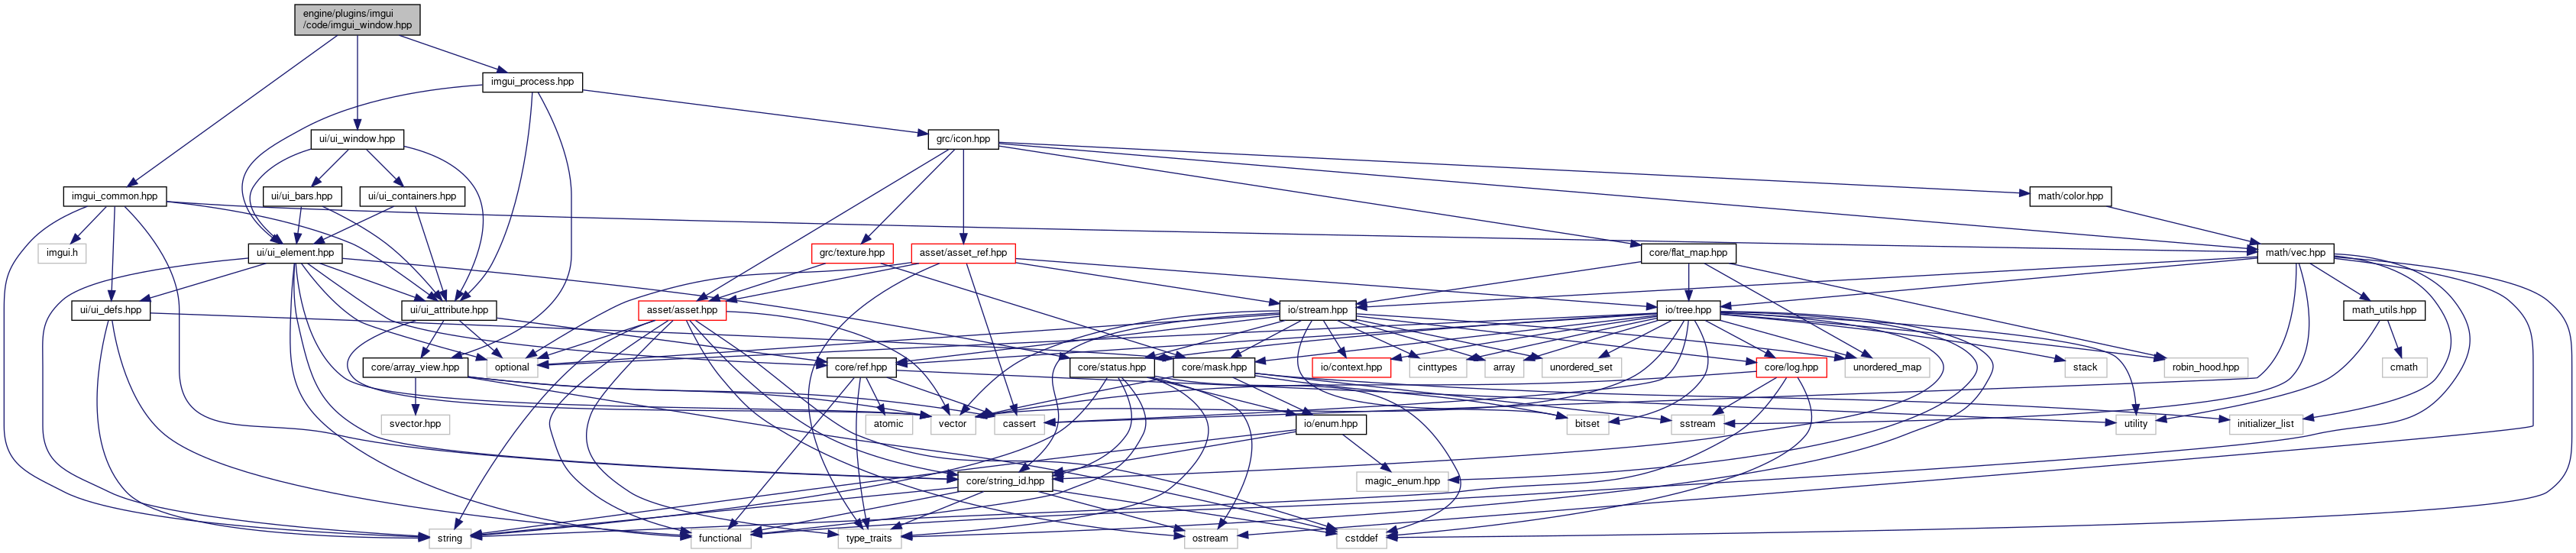 engine/plugins/imgui
/code/imgui_window.hpp
imgui_process.hpp
ui/ui_window.hpp
grc/icon.hpp
imgui_common.hpp
ui/ui_bars.hpp
ui/ui_containers.hpp
math/color.hpp
imgui.h
ui/ui_element.hpp
grc/texture.hpp
asset/asset_ref.hpp
core/flat_map.hpp
math/vec.hpp
ui/ui_defs.hpp
ui/ui_attribute.hpp
asset/asset.hpp
io/stream.hpp
io/tree.hpp
math_utils.hpp
core/array_view.hpp
optional
core/ref.hpp
core/status.hpp
core/mask.hpp
io/context.hpp
cinttypes
array
unordered_set
core/log.hpp
unordered_map
stack
robin_hood.hpp
cmath
svector.hpp
atomic
vector
cassert
io/enum.hpp
bitset
sstream
utility
initializer_list
core/string_id.hpp
magic_enum.hpp
string
functional
type_traits
ostream
cstddef